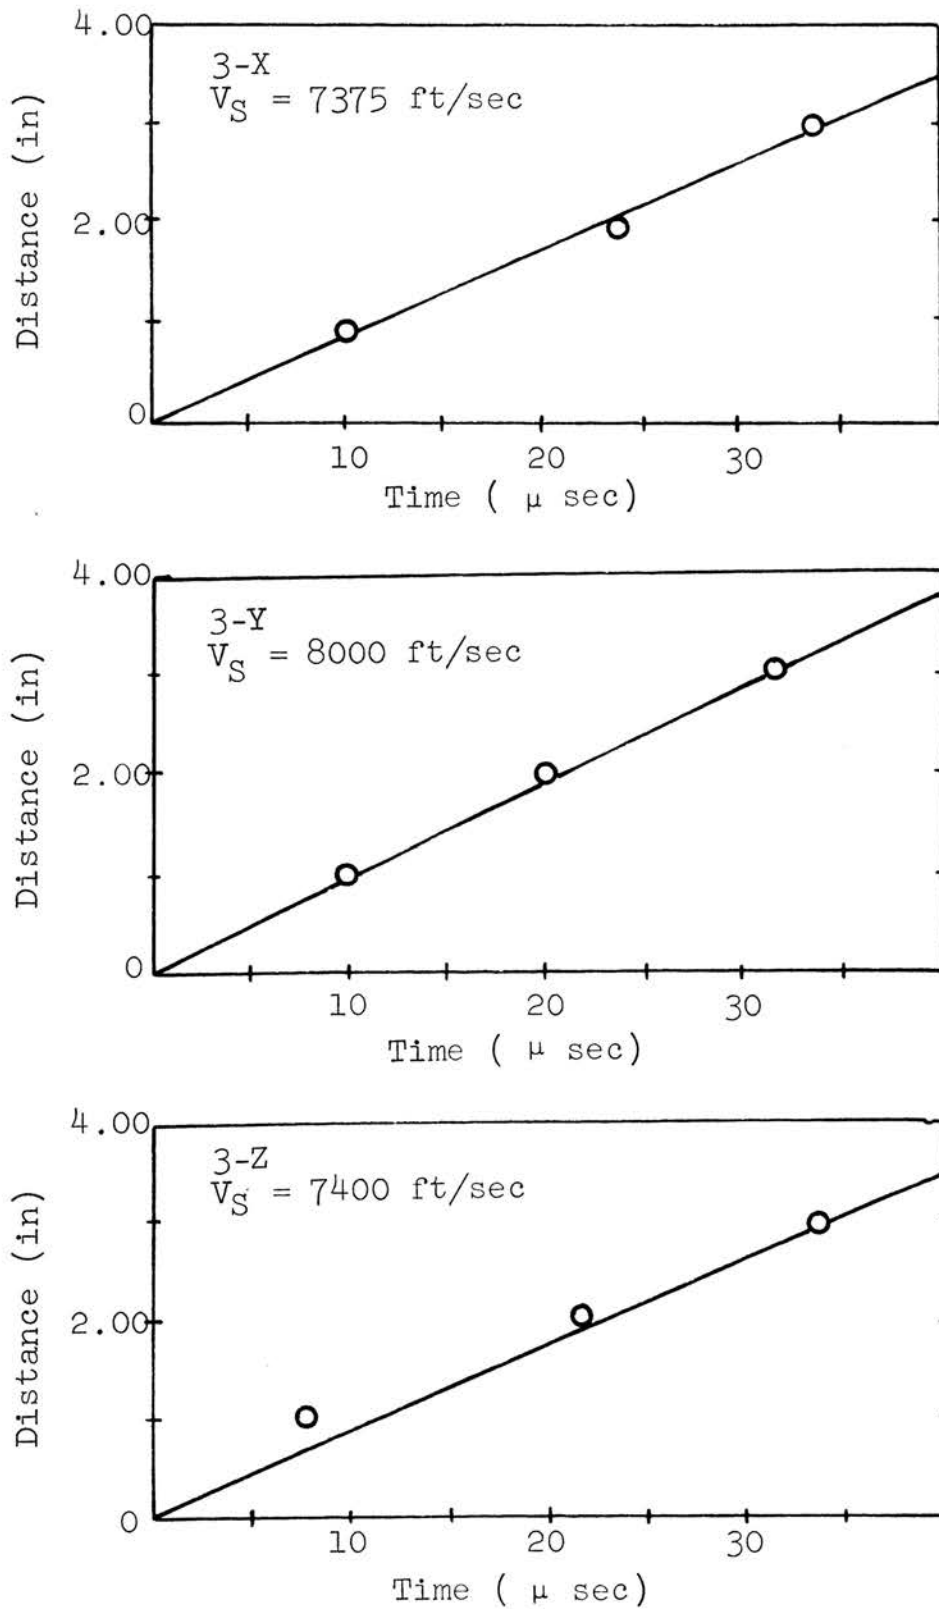 4.00
3-X
V_S = 7375 ft/sec
Distance (in)
2.00
0
10 20 30
Time ( μ sec)
4.00
3-Y
V_S = 8000 ft/sec
Distance (in)
2.00
0
10 20 30
Time ( μ sec)
4.00
3-Z
V_S = 7400 ft/sec
Distance (in)
2.00
0
10 20 30
Time ( μ sec)